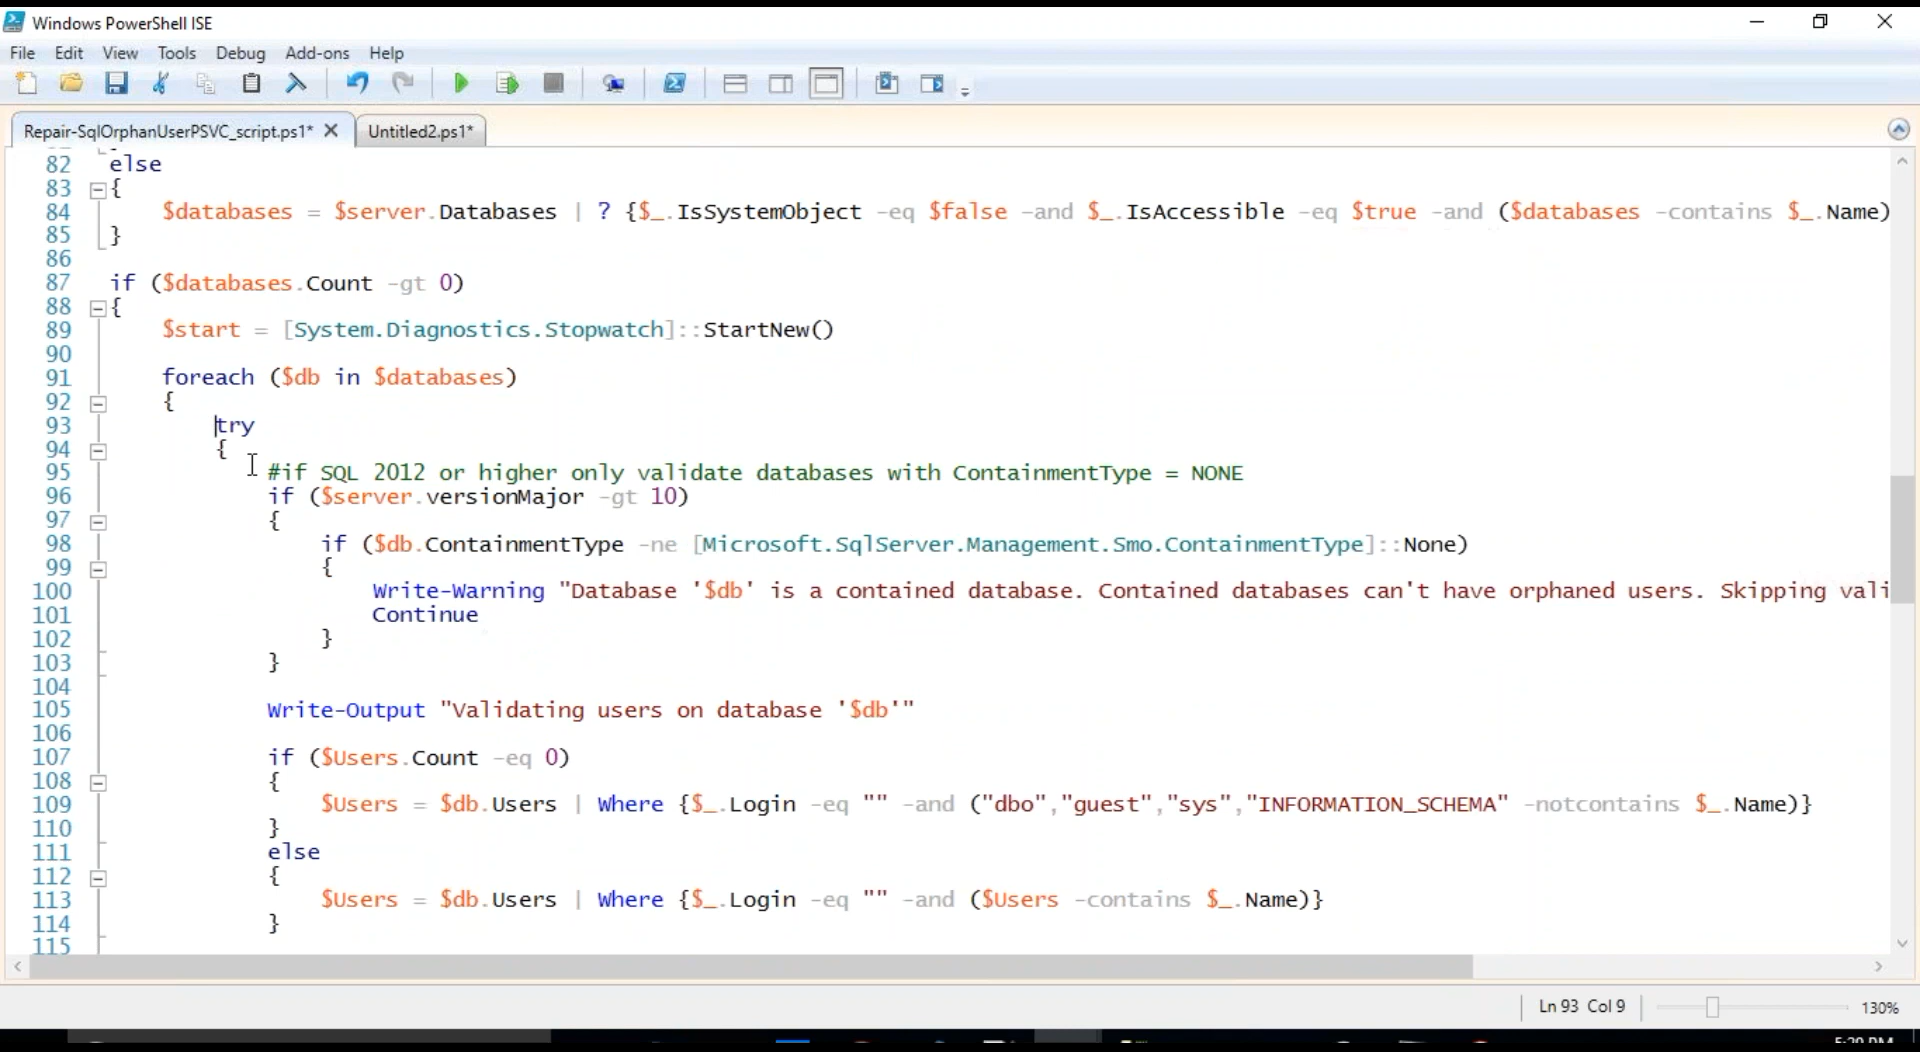 Windows PowerShell ISE
File Edit View Tools Debug Add-ons Help
Repair-SqlOrphanUserPSVC_script.ps1* Untitled2.ps1*
82 else
83 {
84 $databases = $server.Databases | ? {$_.IsSystemObject -eq $false -and $_.IsAccessible -eq $true -and ($databases -contains $_.Name)
85 }
86
87 if ($databases.Count -gt 0)
88 {
89 $start = [System.Diagnostics.Stopwatch]::StartNew()
90
91 foreach ($db in $databases)
92 {
93 try
94 {
95 #if SQL 2012 or higher only validate databases with ContainmentType = NONE
96 if ($server.versionMajor -gt 10)
97 {
98 if ($db.ContainmentType -ne [Microsoft.SqlServer.Management.Smo.ContainmentType]::None)
99 {
100 Write-Warning "Database '$db' is a contained database. Contained databases can't have orphaned users. Skipping vali
101 Continue
102 }
103 }
104
105 Write-Output "Validating users on database '$db'"
106
107 if ($Users.Count -eq 0)
108 {
109 $Users = $db.Users | Where {$_.Login -eq "" -and ("dbo","guest","sys","INFORMATION_SCHEMA" -notcontains $_.Name)}
110 }
111 else
112 {
113 $Users = $db.Users | Where {$_.Login -eq "" -and ($Users -contains $_.Name)}
114 }
115
Ln 93 Col 9 130%